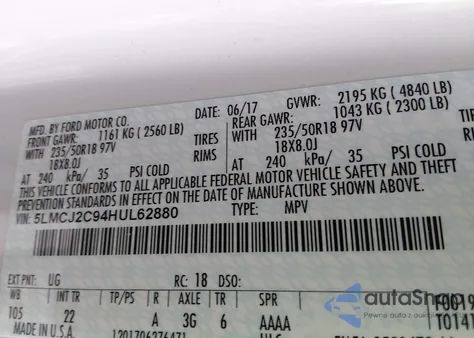 MFD. BY FORD MOTOR CO. DATE: 06/17 GVWR: 2195 KG ( 4840 LB)
FRONT GAWR: 1161 KG ( 2560 LB) REAR GAWR: 1043 KG ( 2300 LB)
WITH 235/50R18 97V TIRES WITH 235/50R18 97V TIRES
18X8.0J RIMS 18X8.0J RIMS
AT 240 kPa/ 35 PSI COLD AT 240 kPa/ 35 PSI COLD
THIS VEHICLE CONFORMS TO ALL APPLICABLE FEDERAL MOTOR VEHICLE SAFETY AND THEFT
PREVENTION STANDARDS IN EFFECT ON THE DATE OF MANUFACTURE SHOWN ABOVE.
VIN: 5LMCJ2C94HUL62880 TYPE: MPV
EXT PNT: UG RC: 18 DSO:
WB INT TR TP/PS R AXLE TR SPR
105 22 A 3G 6 AAAA
MADE IN U.S.A.
autoSha